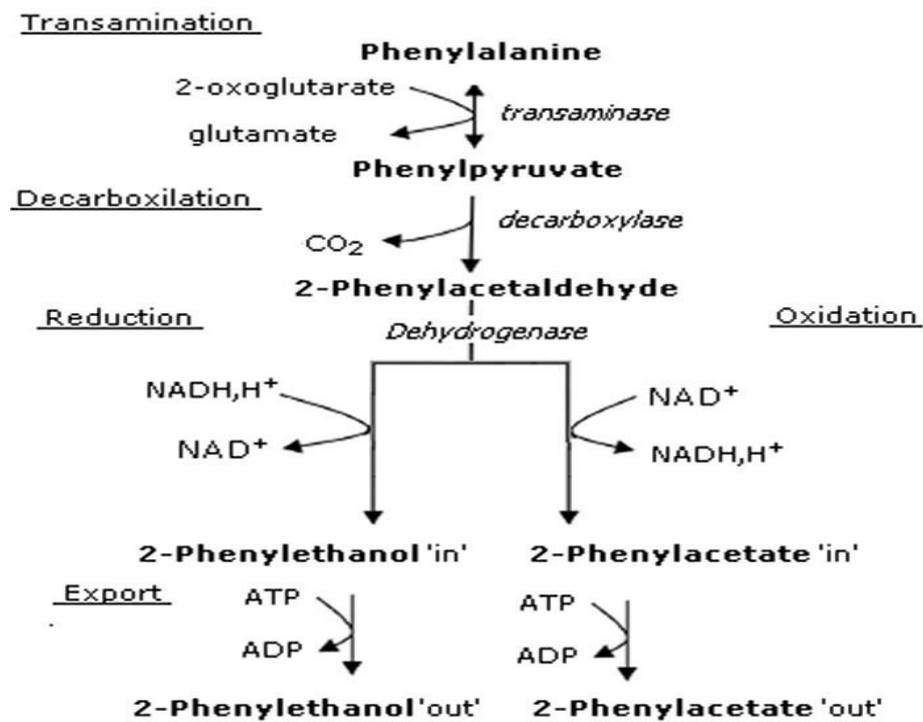 Transamination
Phenylalanine
2-oxoglutarate
transaminase
glutamate
Phenylpyruvate
Decarboxilation
decarboxylase
CO₂
2-Phenylacetaldehyde
Reduction
Dehydrogenase
Oxidation
NADH,H⁺
NAD⁺
NAD⁺
NADH,H⁺
2-Phenylethanol 'in' 2-Phenylacetate 'in'
Export
ATP
ATP
ADP
ADP
2-Phenylethanol 'out' 2-Phenylacetate 'out'